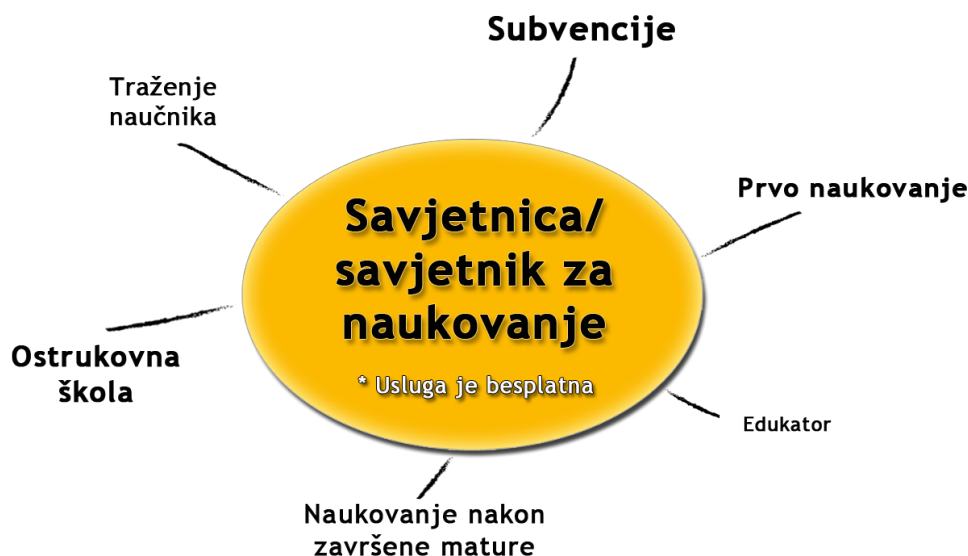 Subvencije
Traženje
naučnika
Prvo naukovanje
Savjetnica/
savjetnik za
naukovanje
* Usluga je besplatna
Ostrukovna
škola
Edukator
Naukovanje nakon
završene mature